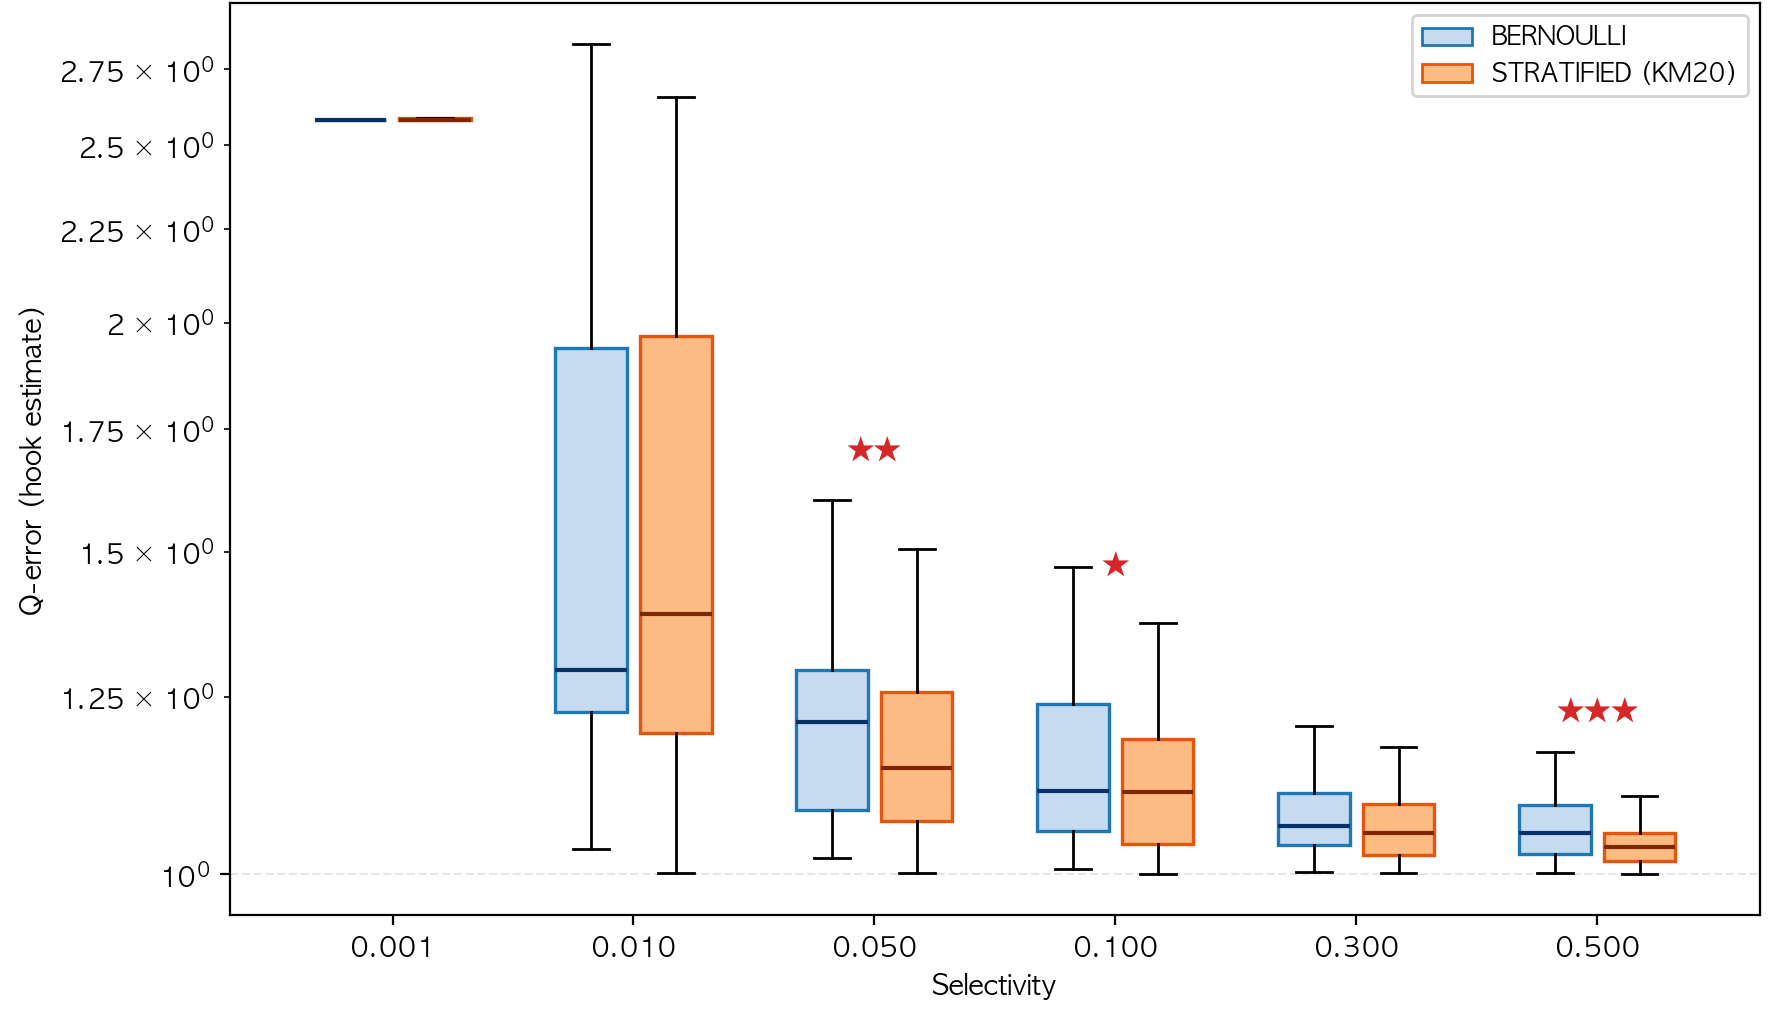 BERNOULLI
STRATIFIED (KM20)
2.75 × 10⁰
2.5 × 10⁰
2.25 × 10⁰
2 × 10⁰
1.75 × 10⁰
1.5 × 10⁰
1.25 × 10⁰
10⁰
Q-error (hook estimate)
★★
★
★★★
0.001 0.010 0.050 0.100 0.300 0.500
Selectivity